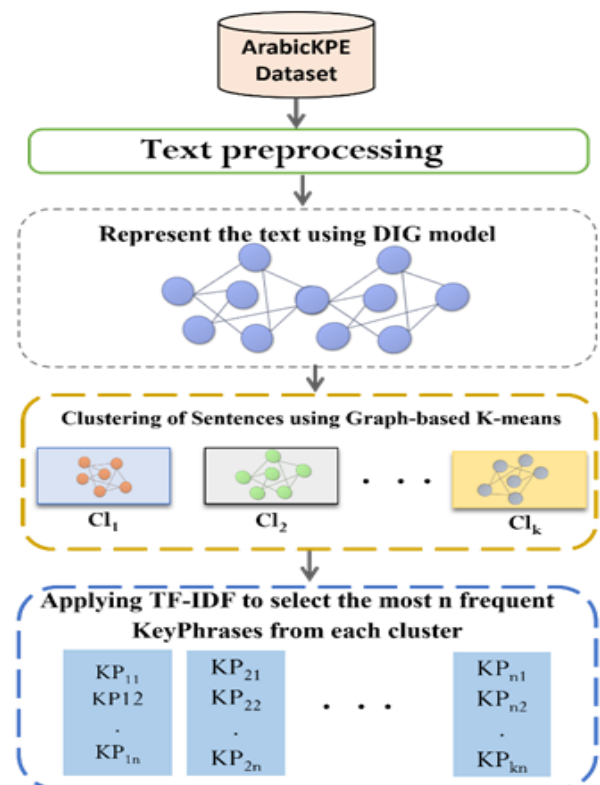 ArabicKPE
Dataset
Text preprocessing
Represent the text using DIG model
Clustering of Sentences using Graph-based K-means
Cl₁ Cl₂ . . . Clₖ
Applying TF-IDF to select the most n frequent
KeyPhrases from each cluster
KP₁₁ KP₂₁ KPₙ₁
KP12 KP₂₂ . . . KPₙ₂
. . .
KP₁ₙ KP₂ₙ KPₖₙ